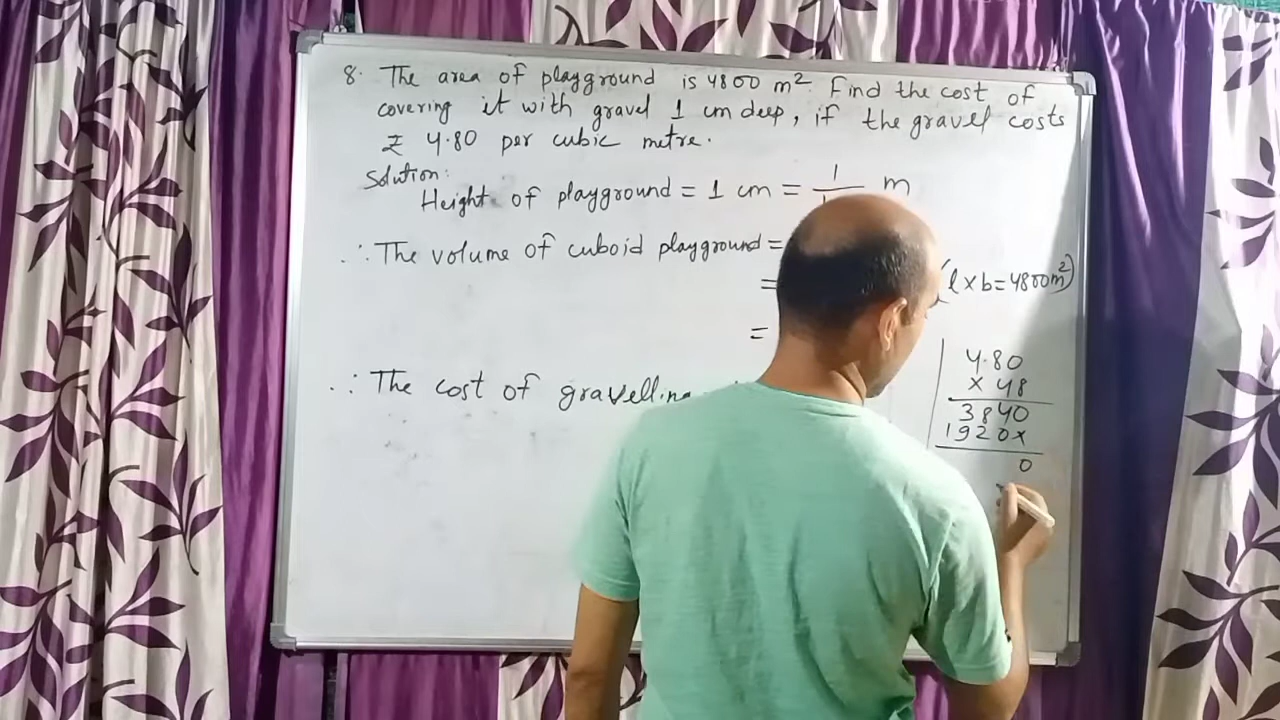 8. The area of playground is 4800 m². Find the cost of
covering it with gravel 1 cm deep, if the gravel costs
₹ 4.80 per cubic metre.
Solution:
Height of playground = 1 cm = 1/ m
∴ The volume of cuboid playground =
= (l × b = 4800m²)
=
∴ The cost of gravelling
4.80
× 48
3840
1920×
0